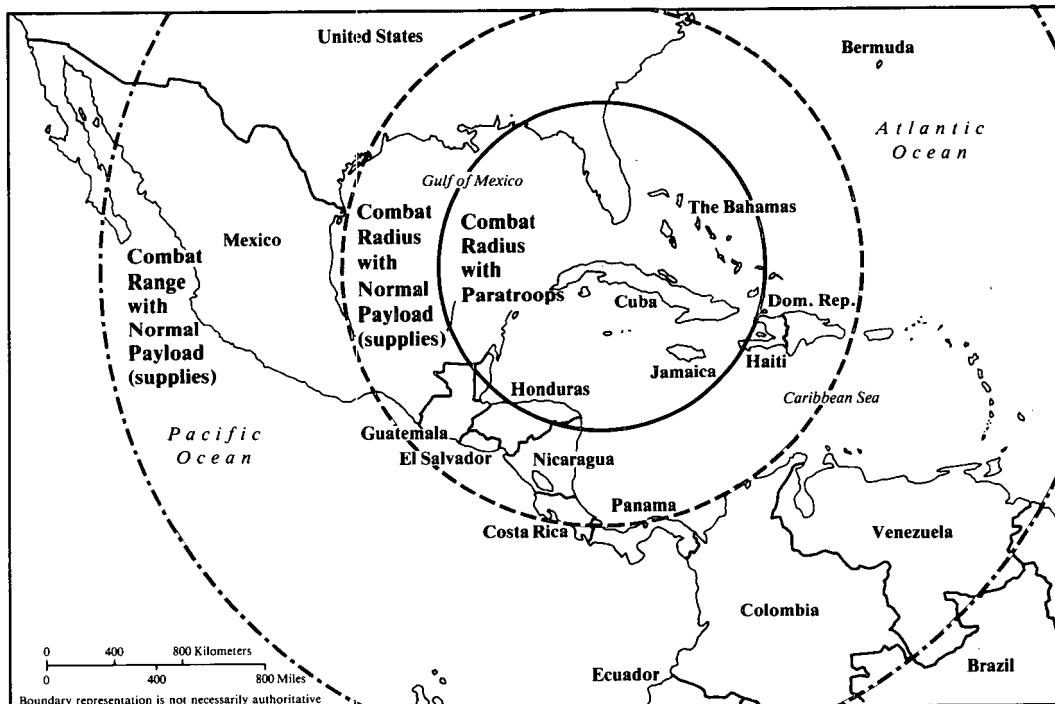 United States
Bermuda
Atlantic
Ocean
Gulf of Mexico
The Bahamas
Combat
Radius
with
Normal
Payload
(supplies)
Combat
Radius
with
Paratroops
Mexico
Combat
Range
with
Normal
Payload
(supplies)
Cuba
Dom. Rep.
Jamaica
Haiti
Honduras
Caribbean Sea
Pacific
Ocean
Guatemala
El Salvador
Nicaragua
Panama
Costa Rica
Venezuela
Colombia
Ecuador
Brazil
0 400 800 Kilometers
0 400 800 Miles
Boundary representation is not necessarily authoritative